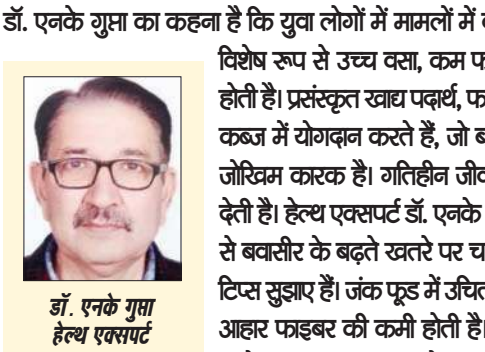 डॉ. एनके गुप्ता का कहना है कि युवा लोगों में मामलों में
विशेष रूप से उच्च वसा, कम
होती है। प्रसंस्कृत खाद्य पदार्थ,
कब्ज में योगदान करते हैं, जो
जोखिम कारक है। गतिहीन
देती है। हेल्थ एक्सपर्ट डॉ. एनके
से बवासीर के बढ़ते खतरे पर
टिप्स सुझाए हैं। जंक फूड में
आहार फाइबर की कमी होती है।
डॉ. एनके गुप्ता
हेल्थ एक्सपर्ट